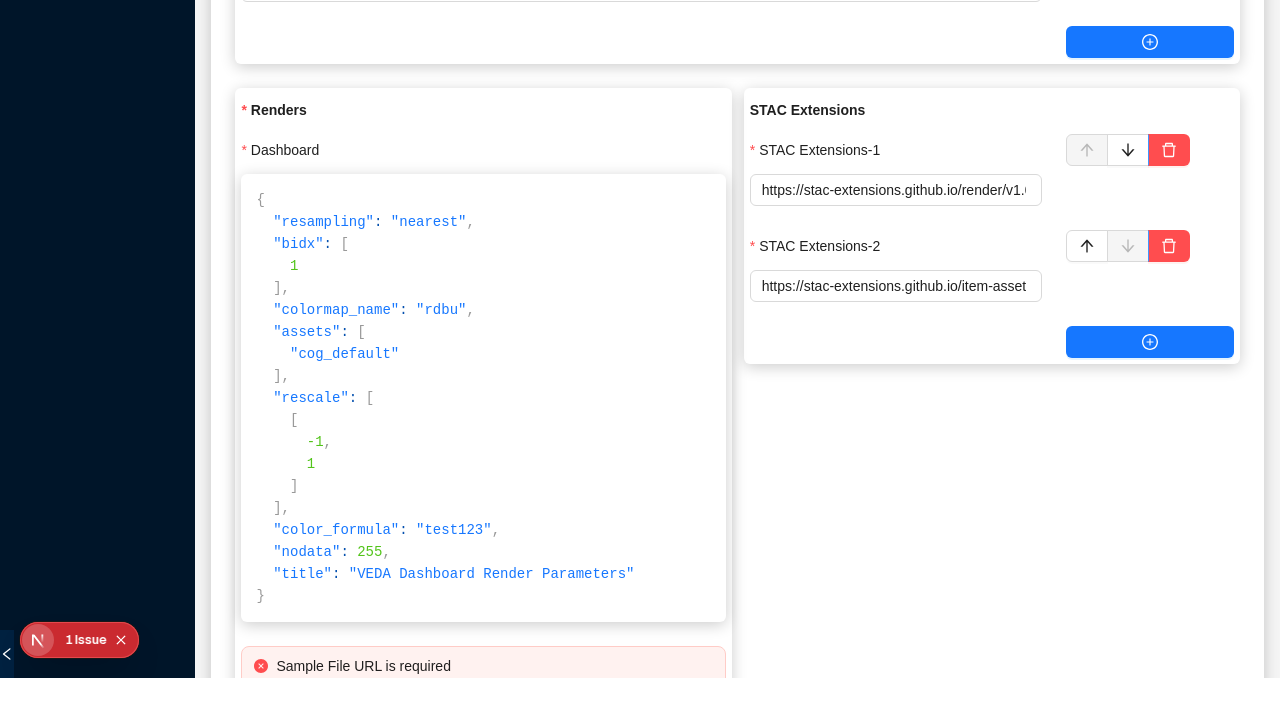 * Renders
* Dashboard
{
  "resampling": "nearest",
  "bidx": [
    1
  ],
  "colormap_name": "rdbu",
  "assets": [
    "cog_default"
  ],
  "rescale": [
    [
      -1,
      1
    ]
  ],
  "color_formula": "test123",
  "nodata": 255,
  "title": "VEDA Dashboard Render Parameters"
}
Sample File URL is required
STAC Extensions
* STAC Extensions-1
https://stac-extensions.github.io/render/v1.
* STAC Extensions-2
https://stac-extensions.github.io/item-asset
N 1 Issue